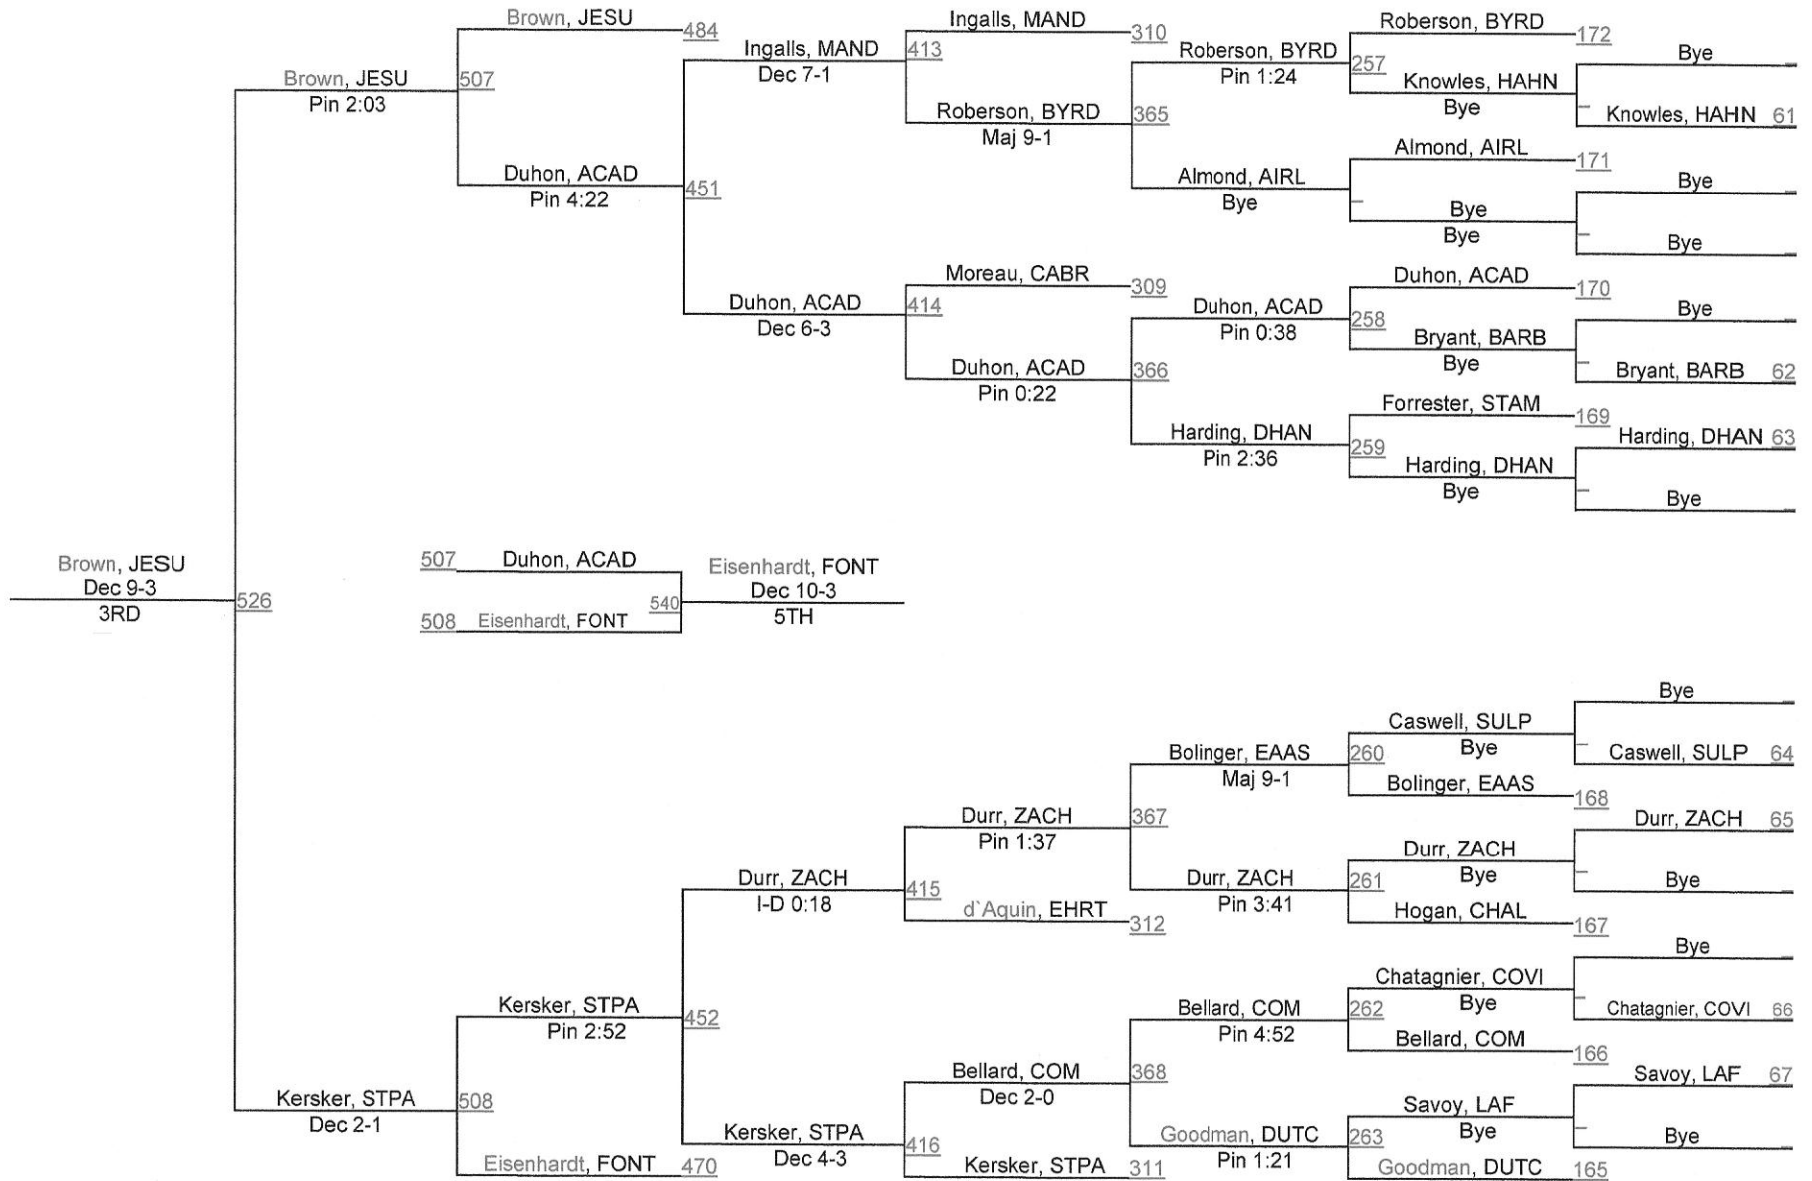 Brown, JESU
484
Ingalls, MAND
310
Roberson, BYRD
172
Bye
Brown, JESU
Pin 2:03
507
Ingalls, MAND
Dec 7-1
413
Roberson, BYRD
Pin 1:24
257
Knowles, HAHN
Bye
Knowles, HAHN 61
Roberson, BYRD
Maj 9-1
365
Almond, AIRL
171
Bye
Duhon, ACAD
Pin 4:22
451
Almond, AIRL
Bye
Bye
Bye
Bye
Moreau, CABR
309
Duhon, ACAD
170
Bye
Duhon, ACAD
Dec 6-3
414
Duhon, ACAD
Pin 0:38
258
Bryant, BARB
Bye
Bryant, BARB 62
Duhon, ACAD
Pin 0:22
366
Forrester, STAM
169
Harding, DHAN 63
Harding, DHAN
Pin 2:36
259
Harding, DHAN
Bye
Bye
Brown, JESU
Dec 9-3
3RD
526
507 Duhon, ACAD
508 Eisenhardt, FONT
540
Eisenhardt, FONT
Dec 10-3
5TH
Bye
Caswell, SULP
Bye
Caswell, SULP 64
Bolinger, EAAS
Maj 9-1
260
Bolinger, EAAS
168
Durr, ZACH
Pin 1:37
367
Durr, ZACH 65
Durr, ZACH
Bye
Bye
Durr, ZACH
I-D 0:18
415
Durr, ZACH
Pin 3:41
261
d`Aquin, EHRT
312
Hogan, CHAL
167
Bye
Kersker, STPA
Pin 2:52
452
Chatagnier, COVI
Bye
Chatagnier, COVI 66
Bellard, COM
Pin 4:52
262
Bellard, COM
166
Bellard, COM
Dec 2-0
368
Savoy, LAF 67
Kersker, STPA
Dec 2-1
508
Savoy, LAF
Bye
Bye
Kersker, STPA
Dec 4-3
416
Goodman, DUTC
Pin 1:21
263
Eisenhardt, FONT 470
Kersker, STPA 311
Goodman, DUTC 165